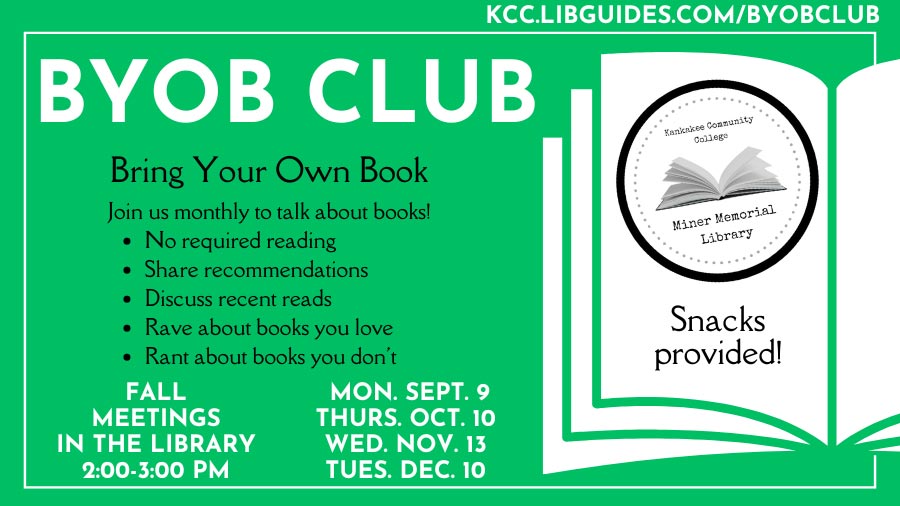 KCC.LIBGUIDES.COM/BYOBCLUB
BYOB CLUB
Bring Your Own Book
Join us monthly to talk about books!
• No required reading
• Share recommendations
• Discuss recent reads
• Rave about books you love
• Rant about books you don't
FALL
MEETINGS
IN THE LIBRARY
2:00-3:00 PM
MON. SEPT. 9
THURS. OCT. 10
WED. NOV. 13
TUES. DEC. 10
Kankakee Community
College
Miner Memorial
Library
Snacks
provided!